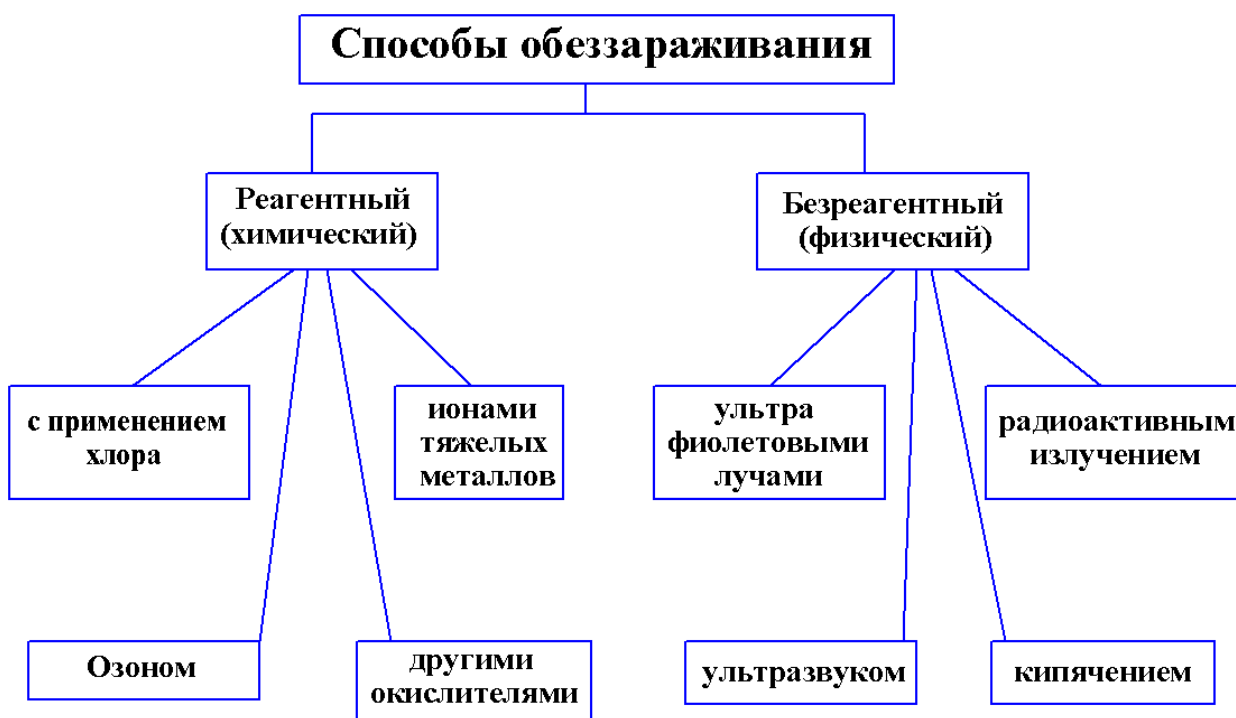 Способы обеззараживания
Реагентный
(химический)
Безреагентный
(физический)
с применением
хлора
ионами
тяжелых
металлов
ультра
фиолетовыми
лучами
радиоактивным
излучением
Озоном
другими
окислителями
ультразвуком
кипячением